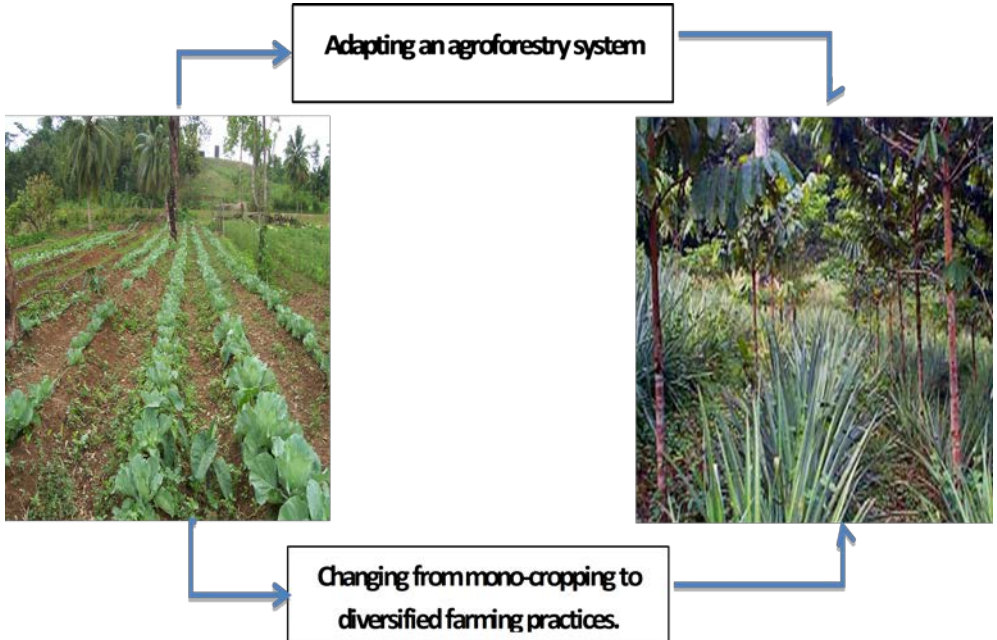 Adapting an agroforestry system
Changing from mono-cropping to
diversified farming practices.